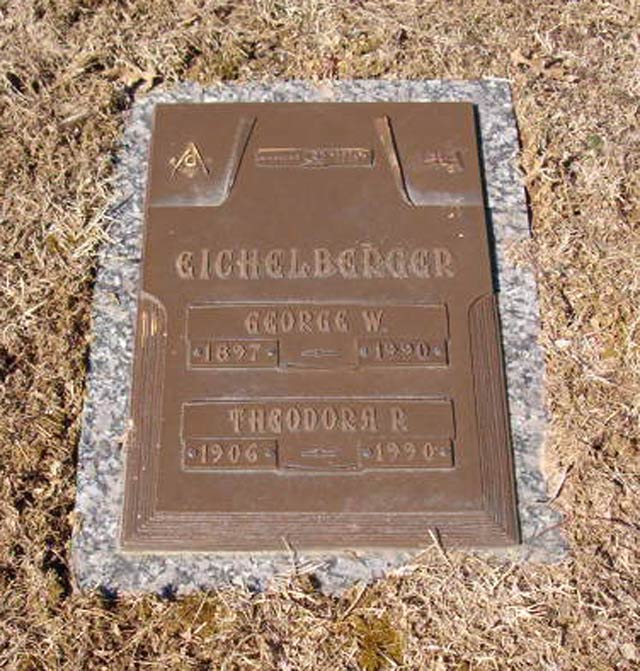 G
EICHELBERGER
GEORGE W.
1897 1990
THEODORA P.
1906 1990